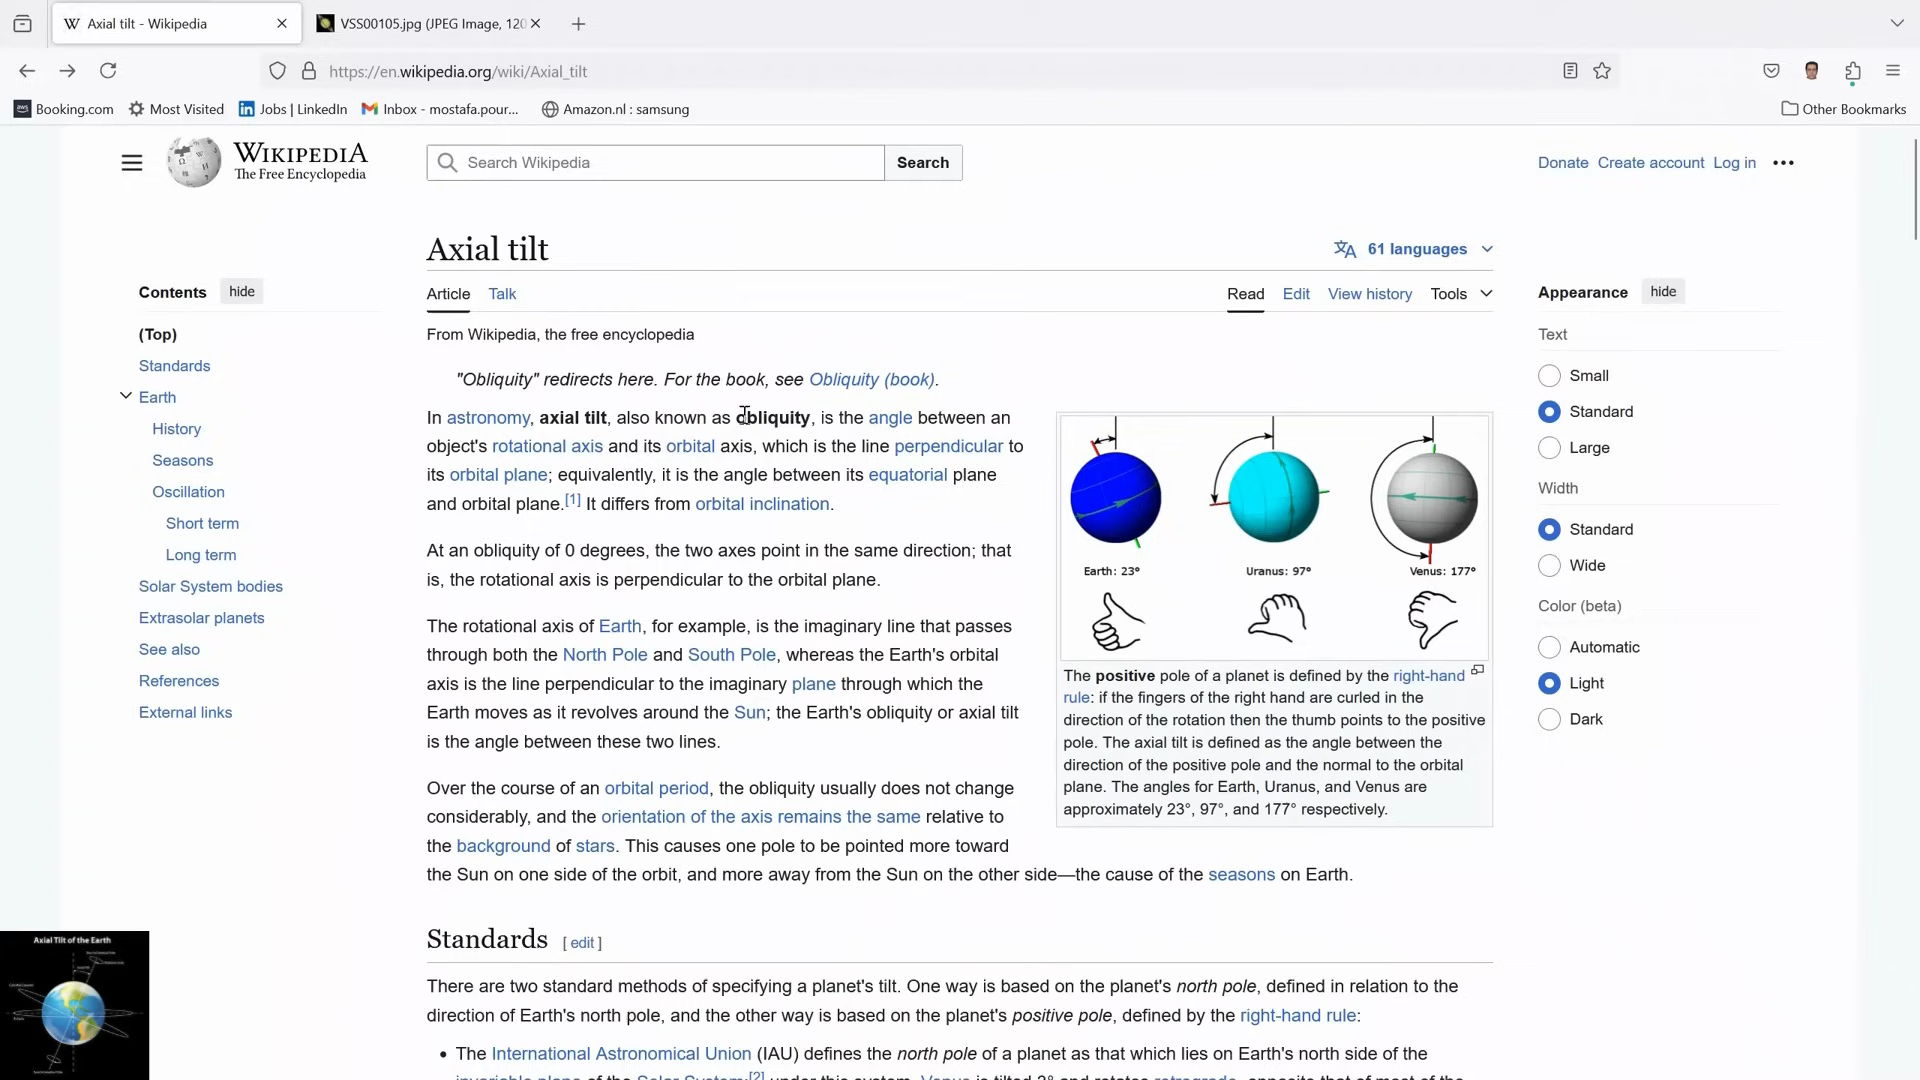 Axial tilt - Wikipedia
VSS00105.jpg (JPEG Image, 120
https://en.wikipedia.org/wiki/Axial_tilt
Booking.com
Most Visited
Jobs | LinkedIn
Inbox - mostafa.pour...
Amazon.nl : samsung
Other Bookmarks
WIKIPEDIA
The Free Encyclopedia
Search Wikipedia
Search
Donate Create account Log in
Axial tilt
61 languages
Contents hide
(Top)
Standards
Earth
History
Seasons
Oscillation
Short term
Long term
Solar System bodies
Extrasolar planets
See also
References
External links
Article Talk
Read Edit View history Tools
From Wikipedia, the free encyclopedia
"Obliquity" redirects here. For the book, see Obliquity (book).
In astronomy, axial tilt, also known as obliquity, is the angle between an
object's rotational axis and its orbital axis, which is the line perpendicular to
its orbital plane; equivalently, it is the angle between its equatorial plane
and orbital plane.[1] It differs from orbital inclination.
At an obliquity of 0 degrees, the two axes point in the same direction; that
is, the rotational axis is perpendicular to the orbital plane.
The rotational axis of Earth, for example, is the imaginary line that passes
through both the North Pole and South Pole, whereas the Earth's orbital
axis is the line perpendicular to the imaginary plane through which the
Earth moves as it revolves around the Sun; the Earth's obliquity or axial tilt
is the angle between these two lines.
Over the course of an orbital period, the obliquity usually does not change
considerably, and the orientation of the axis remains the same relative to
the background of stars. This causes one pole to be pointed more toward
the Sun on one side of the orbit, and more away from the Sun on the other side—the cause of the seasons on Earth.
Earth: 23°
Uranus: 97°
Venus: 177°
The positive pole of a planet is defined by the right-hand
rule: if the fingers of the right hand are curled in the
direction of the rotation then the thumb points to the positive
pole. The axial tilt is defined as the angle between the
direction of the positive pole and the normal to the orbital
plane. The angles for Earth, Uranus, and Venus are
approximately 23°, 97°, and 177° respectively.
Standards [ edit ]
There are two standard methods of specifying a planet's tilt. One way is based on the planet's north pole, defined in relation to the
direction of Earth's north pole, and the other way is based on the planet's positive pole, defined by the right-hand rule:
• The International Astronomical Union (IAU) defines the north pole of a planet as that which lies on Earth's north side of the
invariable plane of the Solar System;[2] under this system, Venus is tilted 3° and rotates retrograde, opposite that of most of the
Appearance hide
Text
Small
Standard
Large
Width
Standard
Wide
Color (beta)
Automatic
Light
Dark
Axial Tilt of the Earth